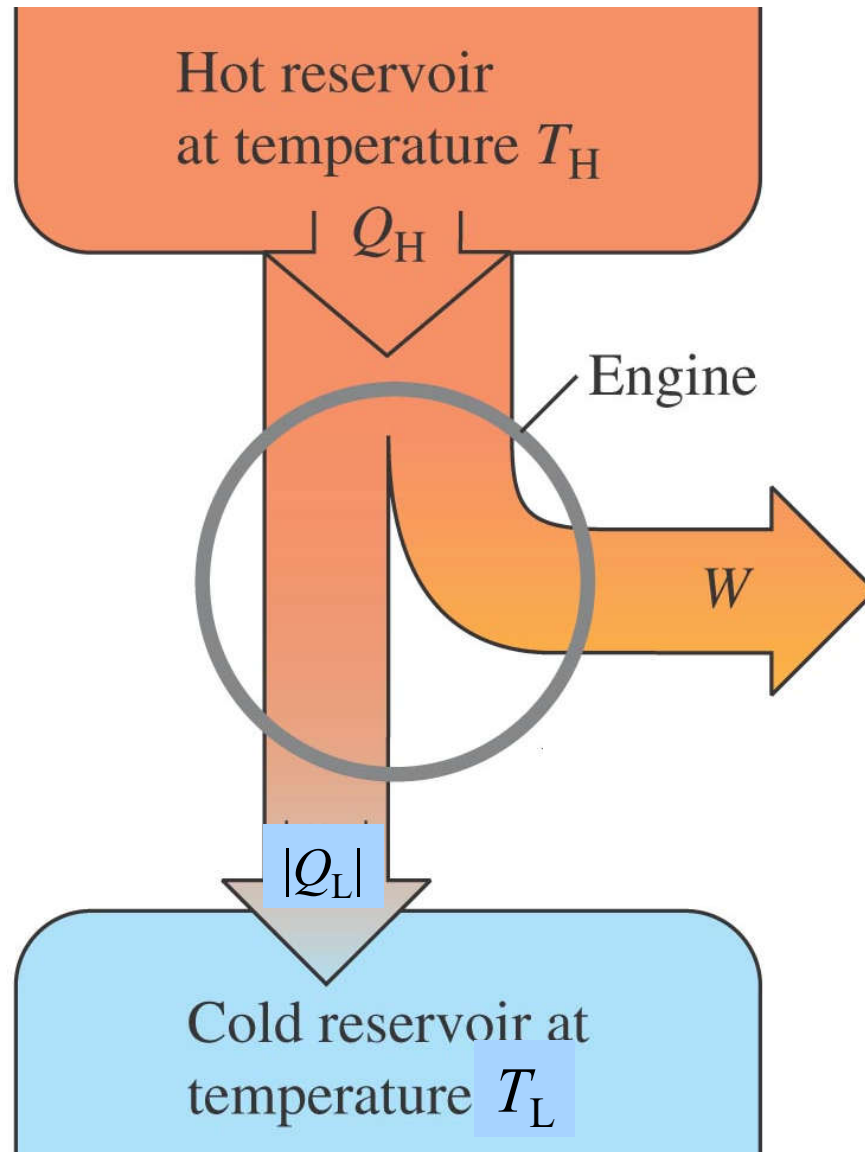 Hot reservoir
at temperature T_H
Q_H
Engine
W
|Q_L|
Cold reservoir at
temperature T_L